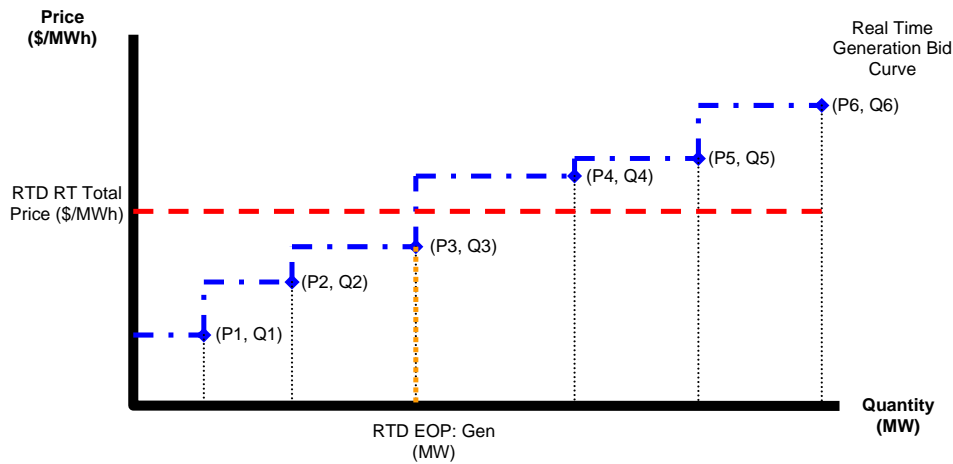 Price
($/MWh)
Real Time
Generation Bid
Curve
(P6, Q6)
(P5, Q5)
(P4, Q4)
RTD RT Total
Price ($/MWh)
(P3, Q3)
(P2, Q2)
(P1, Q1)
Quantity
(MW)
RTD EOP: Gen
(MW)